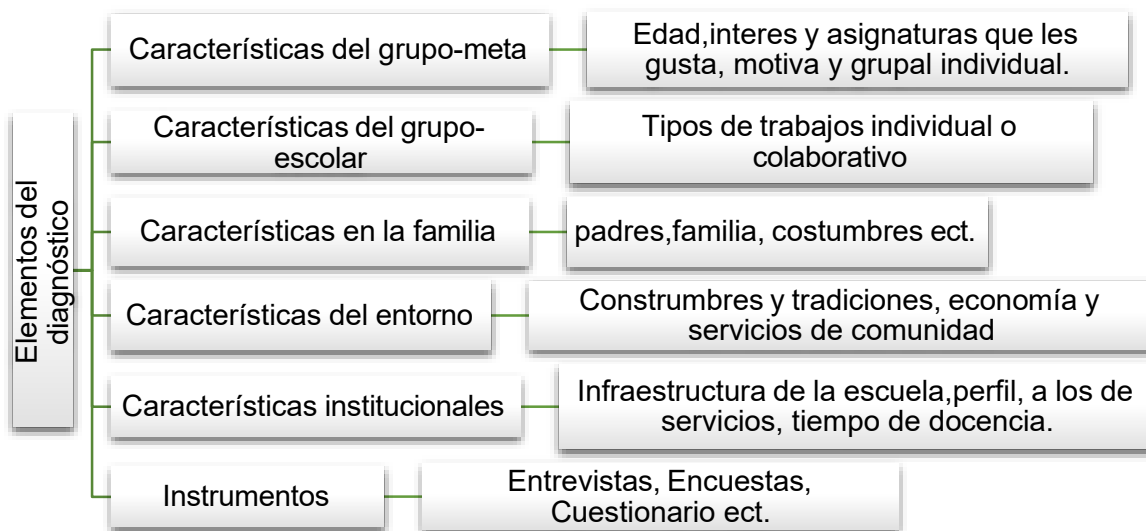 Elementos del
diagnóstico
Características del grupo-meta
Edad,interes y asignaturas que les
gusta, motiva y grupal individual.
Características del grupo-
escolar
Tipos de trabajos individual o
colaborativo
Características en la familia
padres,familia, costumbres ect.
Características del entorno
Construmbres y tradiciones, economía y
servicios de comunidad
Características institucionales
Infraestructura de la escuela,perfil, a los de
servicios, tiempo de docencia.
Instrumentos
Entrevistas, Encuestas,
Cuestionario ect.